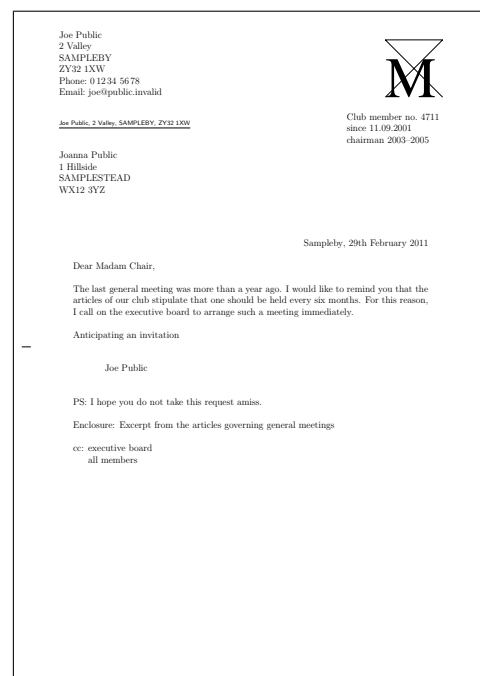 Joe Public
2 Valley
SAMPLEBY
ZY32 1XW
Phone: 0 12 34 56 78
Email: joe@public.invalid
M
Joe Public, 2 Valley, SAMPLEBY, ZY32 1XW
Club member no. 4711
since 11.09.2001
chairman 2003–2005
Joanna Public
1 Hillside
SAMPLESTEAD
WX12 3YZ
Sampleby, 29th February 2011
Dear Madam Chair,
The last general meeting was more than a year ago. I would like to remind you that the
articles of our club stipulate that one should be held every six months. For this reason,
I call on the executive board to arrange such a meeting immediately.
Anticipating an invitation
Joe Public
PS: I hope you do not take this request amiss.
Enclosure: Excerpt from the articles governing general meetings
cc: executive board
all members